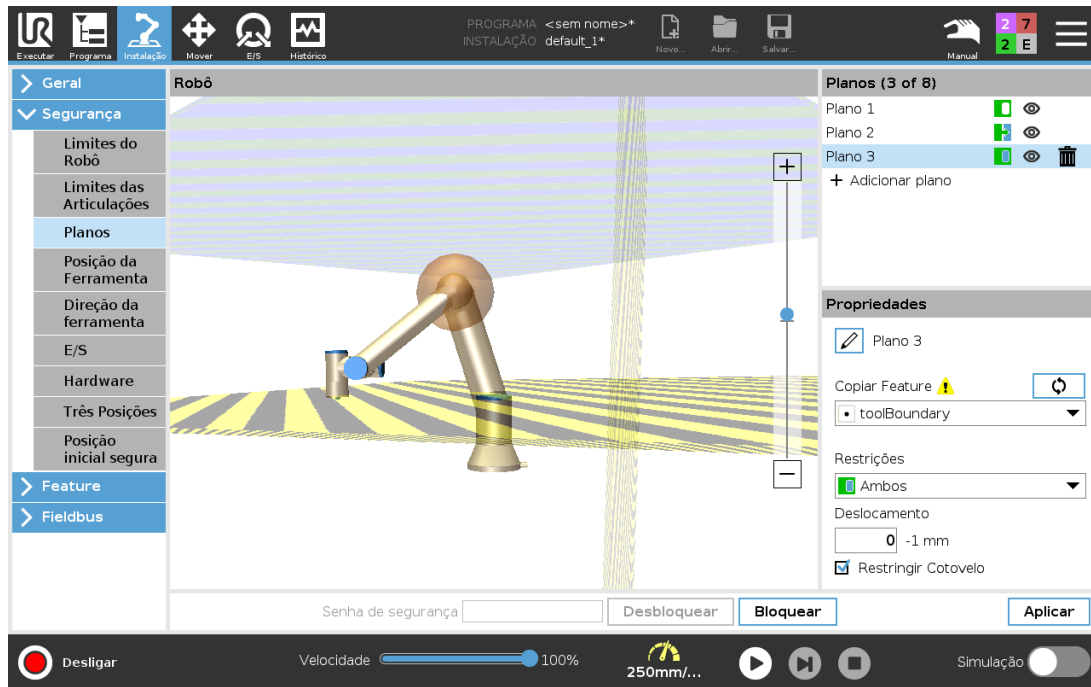 UR
PROGRAMA <sem nome>*
INSTALAÇÃO default_1*
Executar
Programa
Instalação
Mover
E/S
Histórico
Novo...
Abrir...
Salvar...
Manual
2 7
2 E
Geral
Segurança
Limites do
Robô
Limites das
Articulações
Planos
Posição da
Ferramenta
Direção da
ferramenta
E/S
Hardware
Três Posições
Posição
inicial segura
Feature
Fieldbus
Robô
Planos (3 of 8)
Plano 1
Plano 2
Plano 3
+ Adicionar plano
Propriedades
Plano 3
Copiar Feature
toolBoundary
Restrições
Ambos
Deslocamento
0 -1 mm
Restringir Cotovelo
Senha de segurança
Desbloquear
Bloquear
Aplicar
Desligar
Velocidade
100%
250mm/...
Simulação